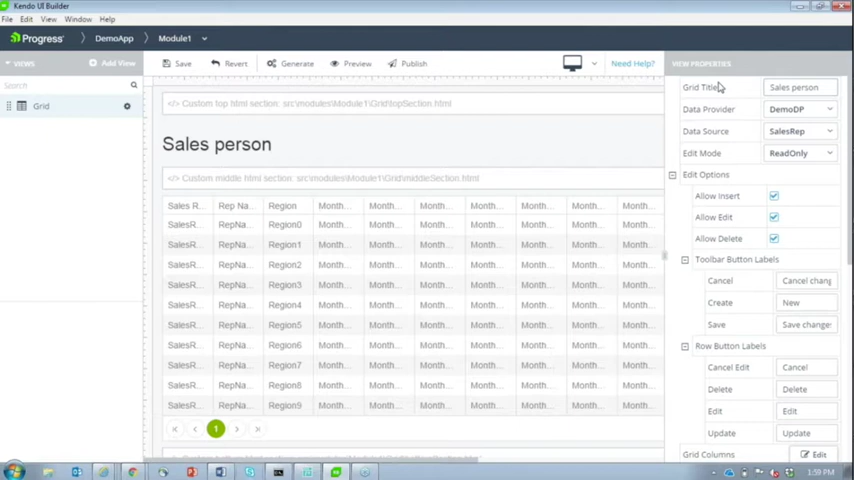 Kendo UI Builder
File Edit View Window Help
Progress DemoApp Module1
VIEWS Add View Save Revert Generate Preview Publish Need Help? VIEW PROPERTIES
Search
Grid
</> Custom top html section: src\modules\Module1\Grid\topSection.html
Sales person
</> Custom middle html section: src\modules\Module1\Grid\middleSection.html
Sales R... Rep Na... Region Month... Month... Month... Month... Month... Month... Month...
SalesR... RepNa... Region0 Month... Month... Month... Month... Month... Month... Month...
SalesR... RepNa... Region1 Month... Month... Month... Month... Month... Month... Month...
SalesR... RepNa... Region2 Month... Month... Month... Month... Month... Month... Month...
SalesR... RepNa... Region3 Month... Month... Month... Month... Month... Month... Month...
SalesR... RepNa... Region4 Month... Month... Month... Month... Month... Month... Month...
SalesR... RepNa... Region5 Month... Month... Month... Month... Month... Month... Month...
SalesR... RepNa... Region6 Month... Month... Month... Month... Month... Month... Month...
SalesR... RepNa... Region7 Month... Month... Month... Month... Month... Month... Month...
SalesR... RepNa... Region8 Month... Month... Month... Month... Month... Month... Month...
SalesR... RepNa... Region9 Month... Month... Month... Month... Month... Month... Month...
1
Grid Title Sales person
Data Provider DemoDP
Data Source SalesRep
Edit Mode ReadOnly
Edit Options
Allow Insert
Allow Edit
Allow Delete
Toolbar Button Labels
Cancel Cancel chang
Create New
Save Save changes
Row Button Labels
Cancel Edit Cancel
Delete Delete
Edit Edit
Update Update
Grid Columns Edit
1:59 PM